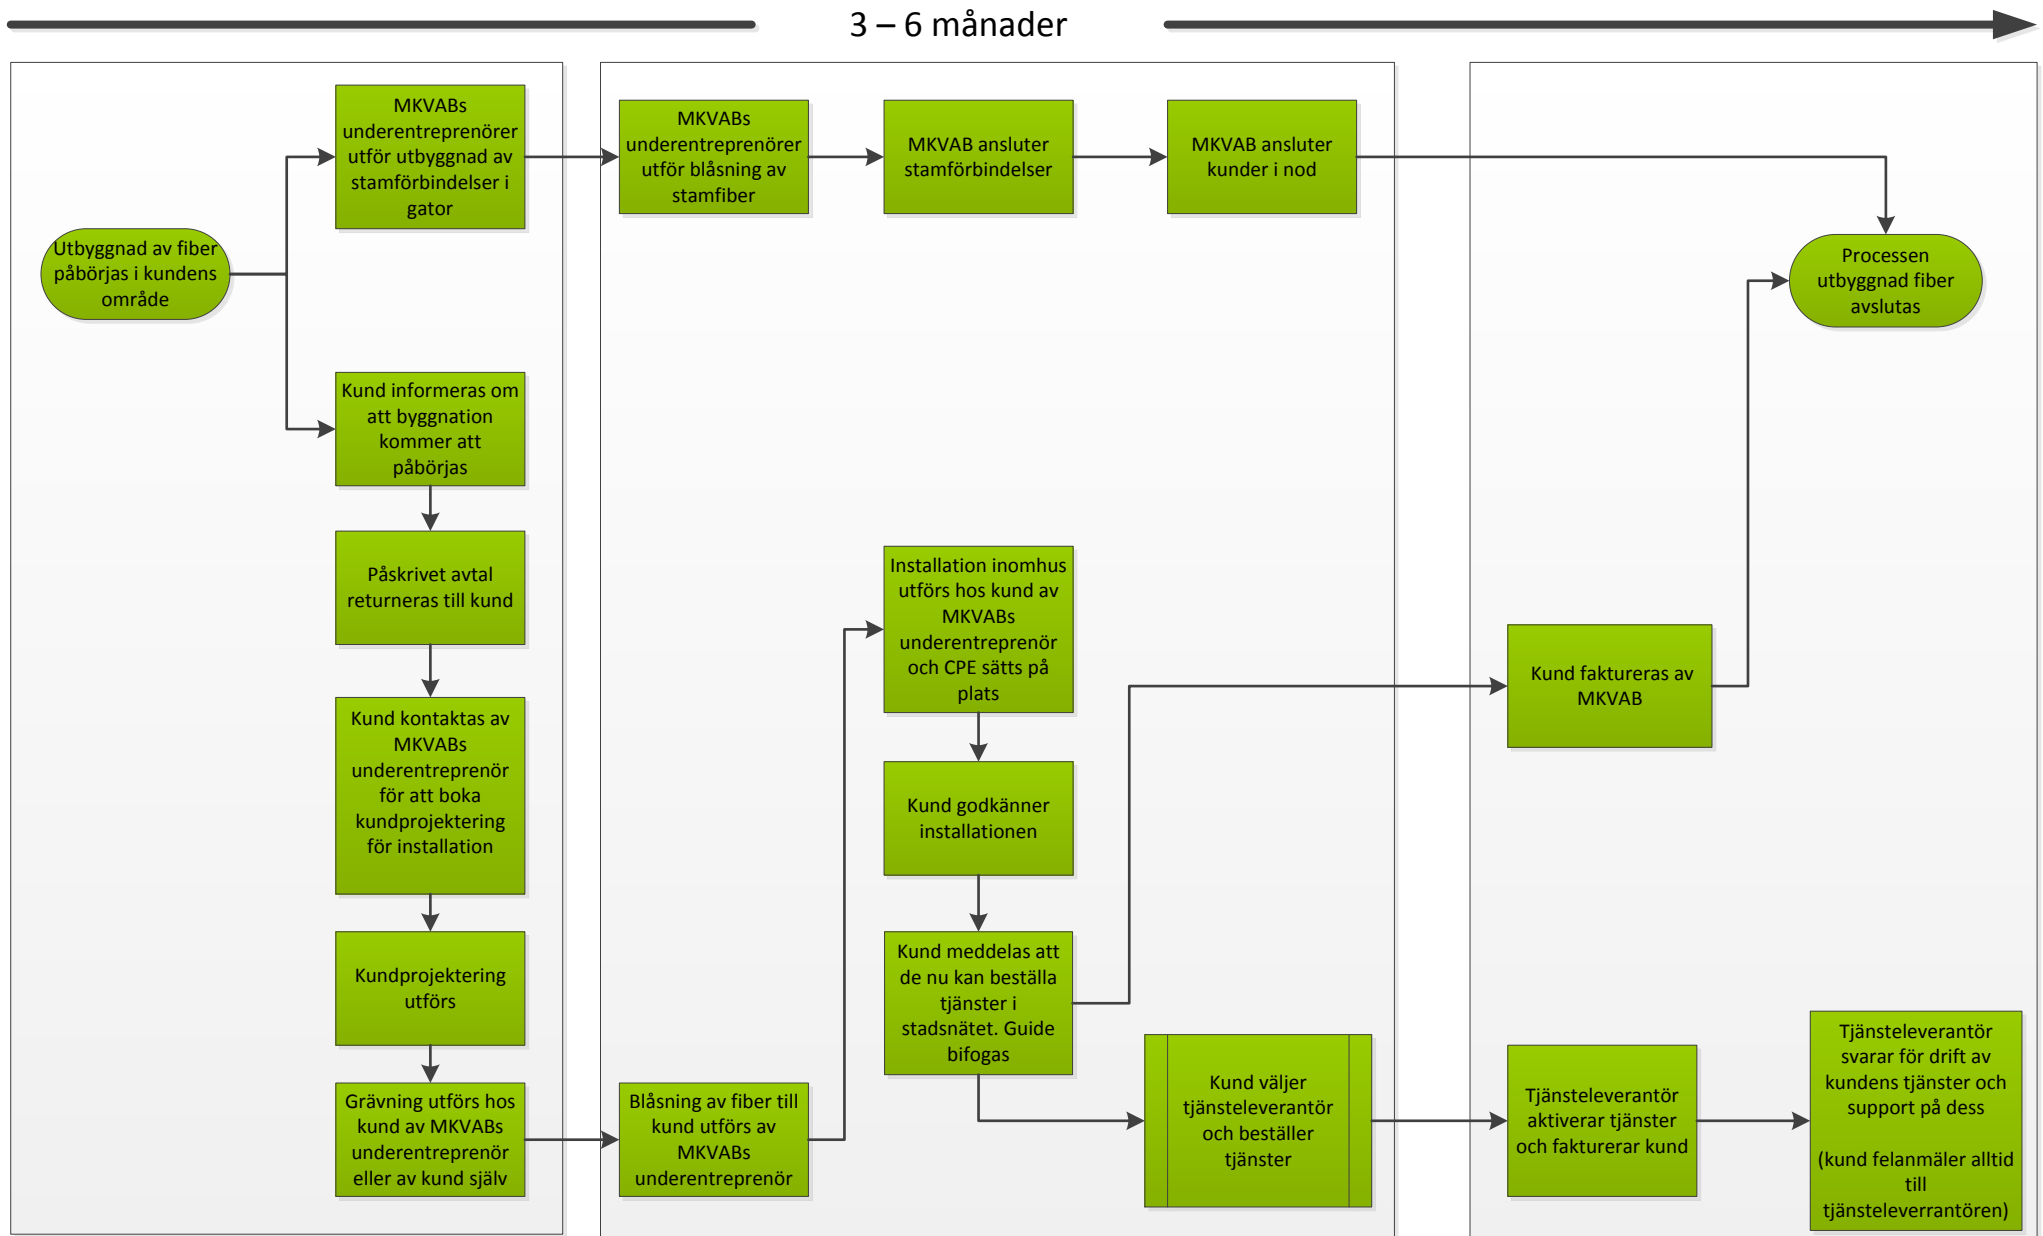 3 – 6 månader
MKVABs
underentreprenörer
utför utbyggnad av
stamförbindelser i
gator
MKVABs
underentreprenörer
utför blåsning av
stamfiber
MKVAB ansluter
stamförbindelser
MKVAB ansluter
kunder i nod
Utbyggnad av fiber
påbörjas i kundens
område
Processen
utbyggnad fiber
avslutas
Kund informeras om
att byggnation
kommer att
påbörjas
Påskrivet avtal
returneras till kund
Kund kontaktas av
MKVABs
underentreprenör
för att boka
kundprojektering
för installation
Kundprojektering
utförs
Grävning utförs hos
kund av MKVABs
underentreprenör
eller av kund själv
Blåsning av fiber till
kund utförs av
MKVABs
underentreprenör
Installation inomhus
utförs hos kund av
MKVABs
underentreprenör
och CPE sätts på
plats
Kund godkänner
installationen
Kund meddelas att
de nu kan beställa
tjänster i
stadsnätet. Guide
bifogas
Kund väljer
tjänsteleverantör
och beställer
tjänster
Kund faktureras av
MKVAB
Tjänsteleverantör
aktiverar tjänster
och fakturerar kund
Tjänsteleverantör
svarar för drift av
kundens tjänster och
support på dess
(kund felanmäler alltid
till
tjänsteleverrantören)